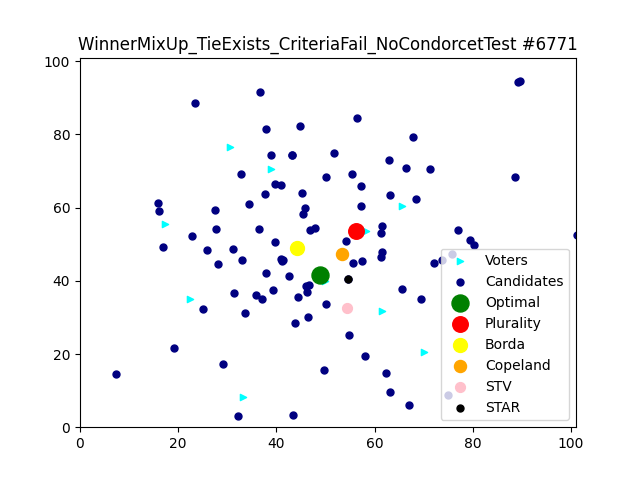 WinnerMixUp_TieExists_CriteriaFail_NoCondorcetTest #6771
100
80
60
40
20
0
0 20 40 60 80 100
Voters
Candidates
Optimal
Plurality
Borda
Copeland
STV
STAR